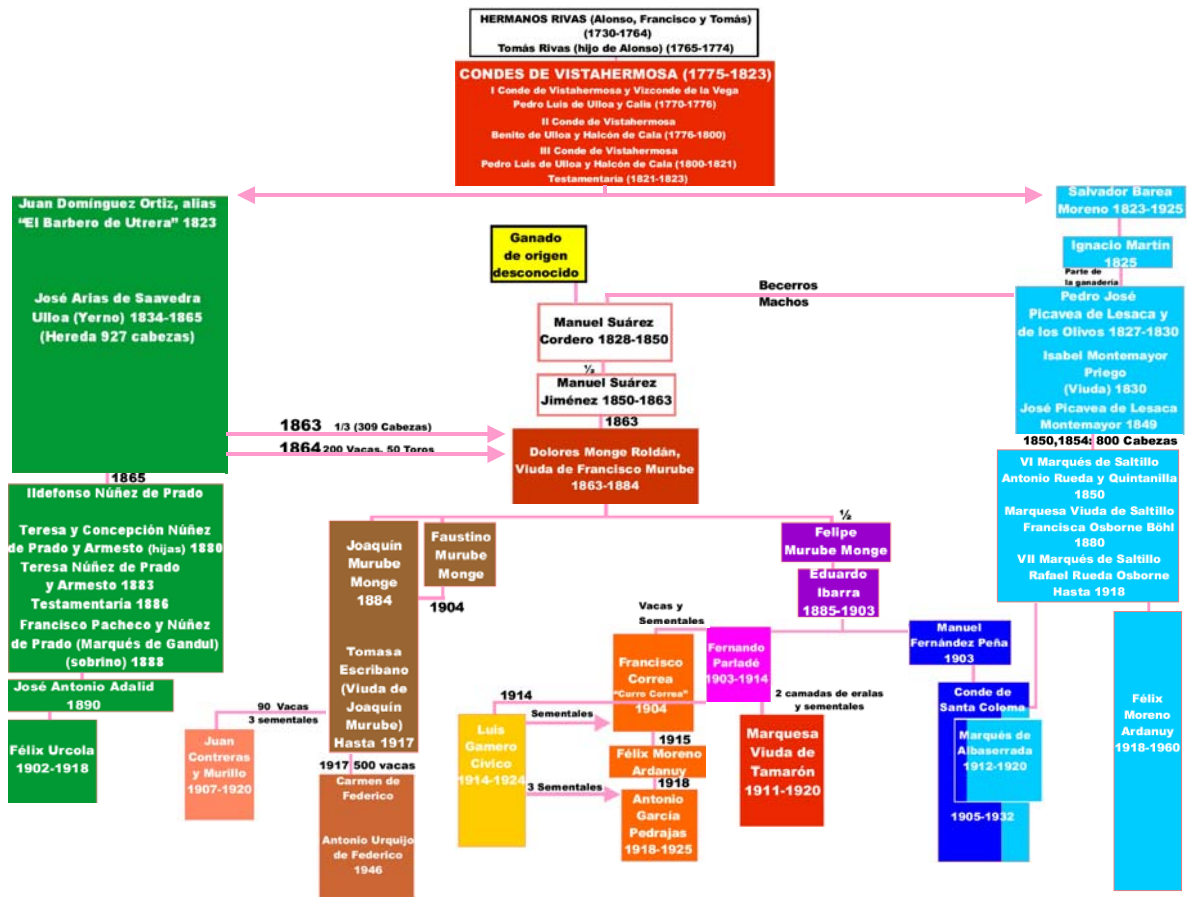 HERMANOS RIVAS (Alonso, Francisco y Tomás)
(1730-1764)
Tomás Rivas (hijo de Alonso) (1765-1774)
CONDES DE VISTAHERMOSA (1775-1823)
I Conde de Vistahermosa y Vizconde de la Vega
Pedro Luis de Ulloa y Calis (1770-1776)
II Conde de Vistahermosa
Benito de Ulloa y Halcón de Cala (1776-1800)
III Conde de Vistahermosa
Pedro Luis de Ulloa y Halcón de Cala (1800-1821)
Testamentaría (1821-1823)
Juan Domínguez Ortiz, alias
“El Barbero de Utrera” 1823
José Arias de Saavedra
Ulloa (Yerno) 1834-1865
(Hereda 927 cabezas)
1865
Ildefonso Núñez de Prado
Teresa y Concepción Núñez
de Prado y Armesto (hijas) 1880
Teresa Núñez de Prado
y Armesto 1883
Testamentaría 1886
Francisco Pacheco y Núñez
de Prado (Marqués de Gandul)
(sobrino) 1888
José Antonio Adalid
1890
Félix Urcola
1902-1918
Ganado
de origen
desconocido
Manuel Suárez
Cordero 1828-1850
½
Manuel Suárez
Jiménez 1850-1863
1863
1863 1/3 (309 Cabezas)
1864 200 Vacas, 50 Toros
Dolores Monge Roldán,
Viuda de Francisco Murube
1863-1884
Becerros
Machos
Salvador Barea
Moreno 1823-1925
Ignacio Martín
1825
Parte de
la ganadería
Pedro José
Picavea de Lesaca y
de los Olivos 1827-1830
Isabel Montemayor
Priego
(Viuda) 1830
José Picavea de Lesaca
Montemayor 1849
1850,1854: 800 Cabezas
VI Marqués de Saltillo
Antonio Rueda y Quintanilla
1850
Marquesa Viuda de Saltillo
Francisca Osborne Böhl
1880
VII Marqués de Saltillo
Rafael Rueda Osborne
Hasta 1918
Félix
Moreno
Ardanuy
1918-1960
Joaquín
Murube
Monge
1884
Tomasa
Escribano
(Viuda de
Joaquín
Murube)
Hasta 1917
Faustino
Murube
Monge
1904
90 Vacas
3 sementales
Juan
Contreras
y Murillo
1907-1920
1917 500 vacas
Carmen de
Federico
Antonio Urquijo
de Federico
1946
½
Felipe
Murube Monge
Eduardo
Ibarra
1885-1903
Vacas y
Sementales
Francisco
Correa
“Curro Correa”
1904
Fernando
Parladé
1903-1914
Manuel
Fernández Peña
1903
1914
Luis
Gamero
Cívico
1914-1924
Sementales
3 Sementales
1915
Félix Moreno
Ardanuy
1918
Antonio
García
Pedrajas
1918-1925
2 camadas de eralas
y sementales
Marquesa
Viuda de
Tamarón
1911-1920
Conde de
Santa Coloma
Marqués de
Albaserrada
1912-1920
1905-1932